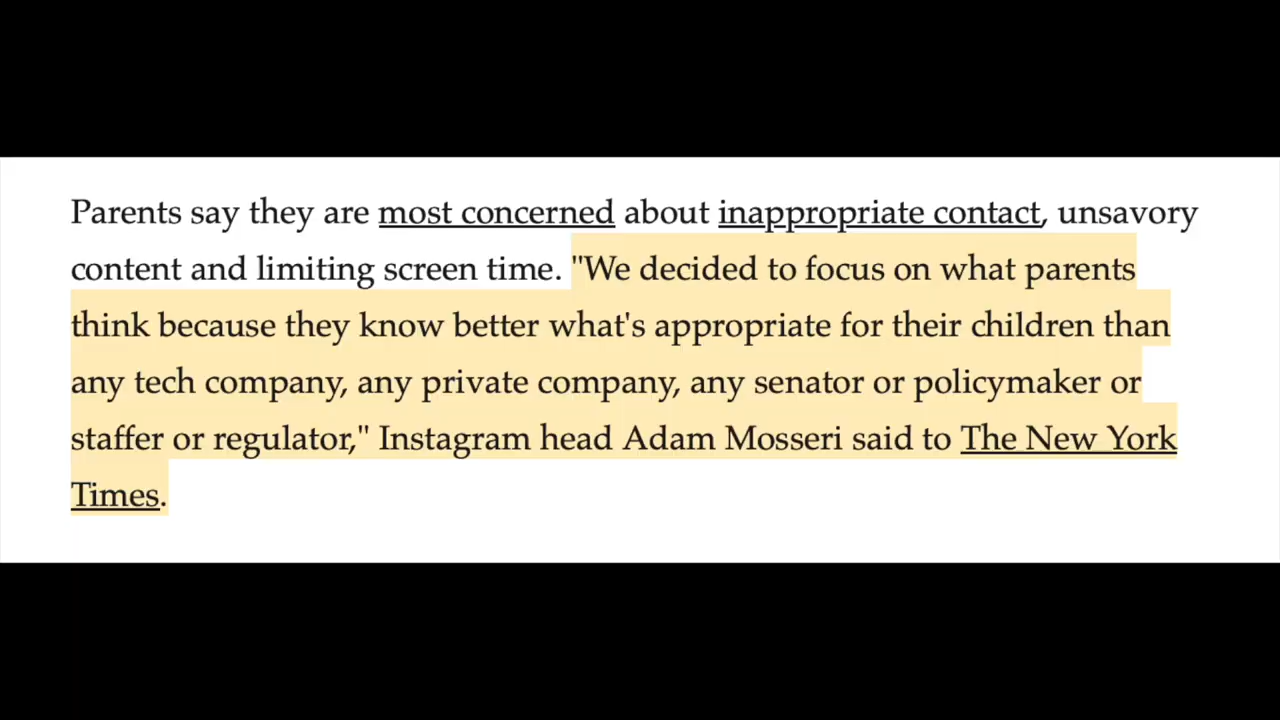 Parents say they are most concerned about inappropriate contact, unsavory
content and limiting screen time. "We decided to focus on what parents
think because they know better what's appropriate for their children than
any tech company, any private company, any senator or policymaker or
staffer or regulator," Instagram head Adam Mosseri said to The New York
Times.